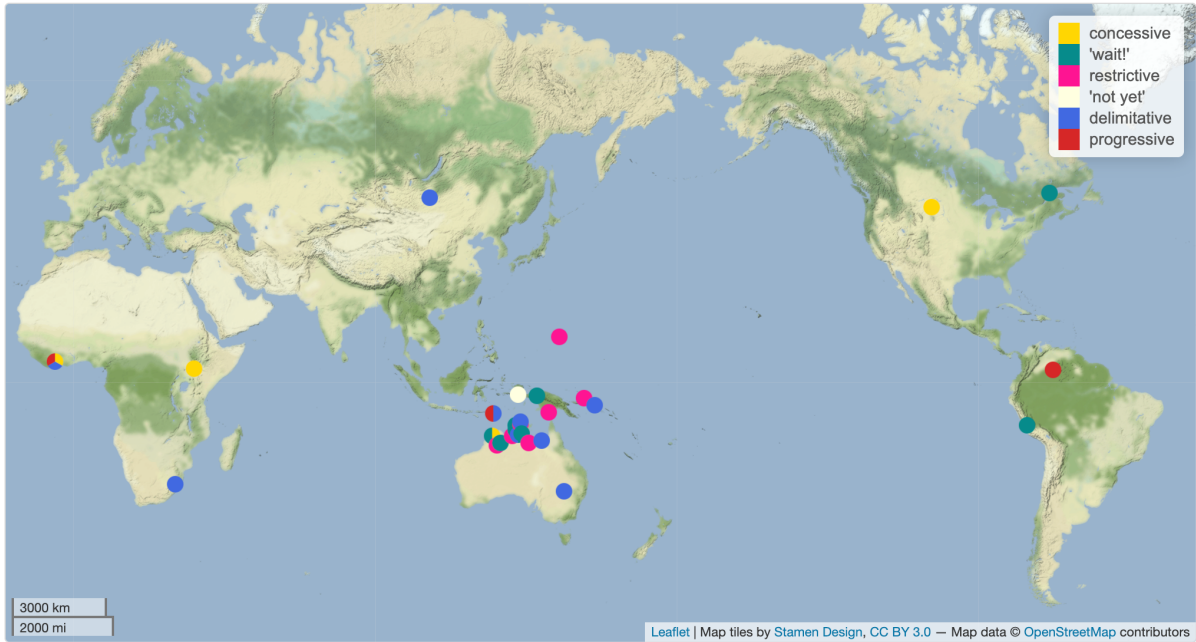 concessive
'wait!'
restrictive
'not yet'
delimitative
progressive
3000 km
2000 mi
Leaflet | Map tiles by Stamen Design, CC BY 3.0 — Map data © OpenStreetMap contributors